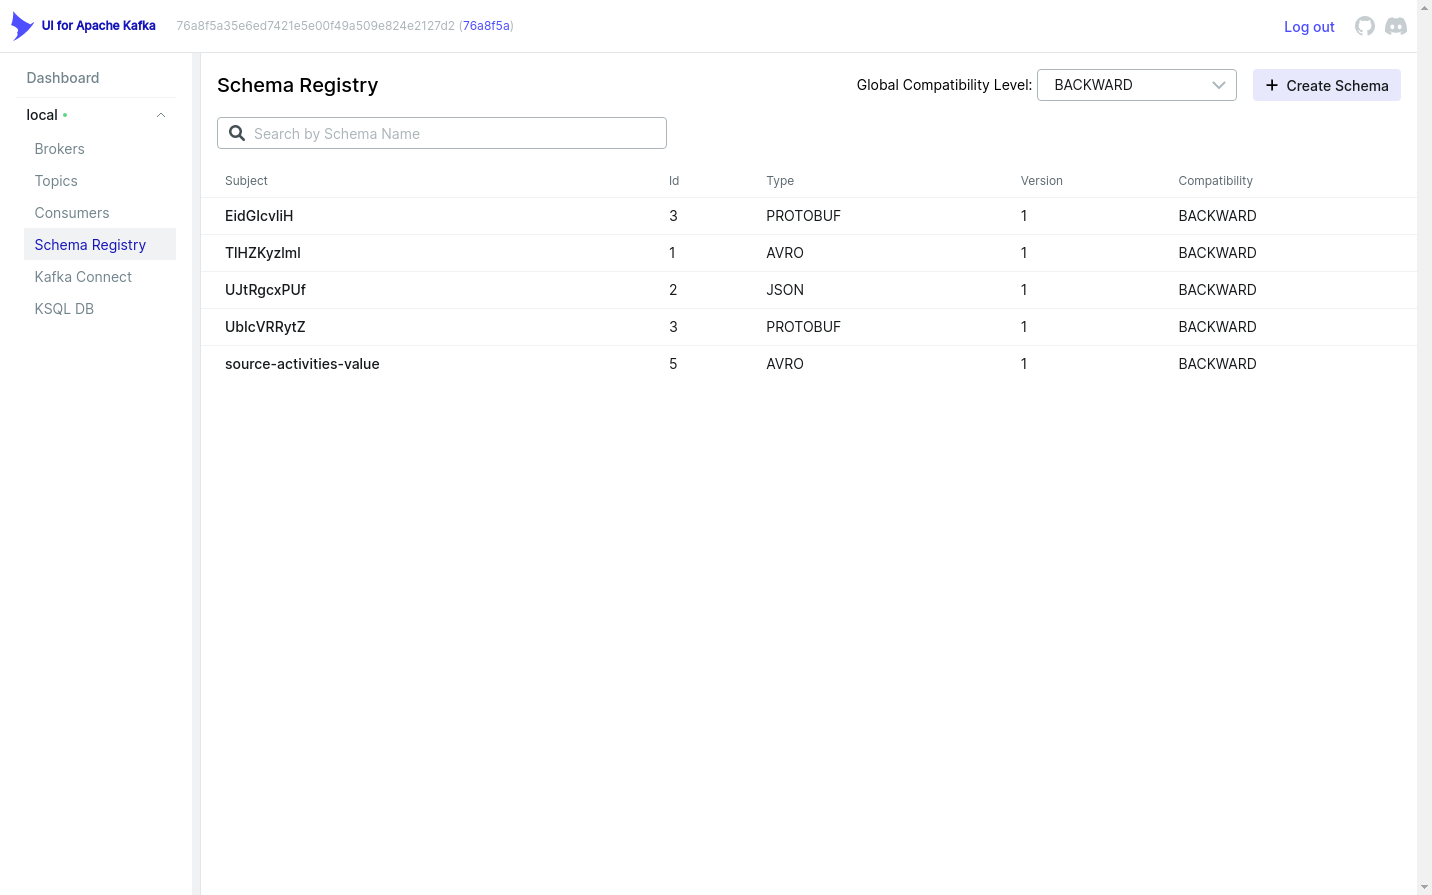 UI for Apache Kafka 76a8f5a35e6ed7421e5e00f49a509e824e2127d2 (76a8f5a) Log out
Dashboard
local
Brokers
Topics
Consumers
Schema Registry
Kafka Connect
KSQL DB
Schema Registry Global Compatibility Level: BACKWARD Create Schema
Search by Schema Name
Subject Id Type Version Compatibility
EidGlcvliH 3 PROTOBUF 1 BACKWARD
TlHZKyzlml 1 AVRO 1 BACKWARD
UJtRgcxPUf 2 JSON 1 BACKWARD
UblcVRRytZ 3 PROTOBUF 1 BACKWARD
source-activities-value 5 AVRO 1 BACKWARD